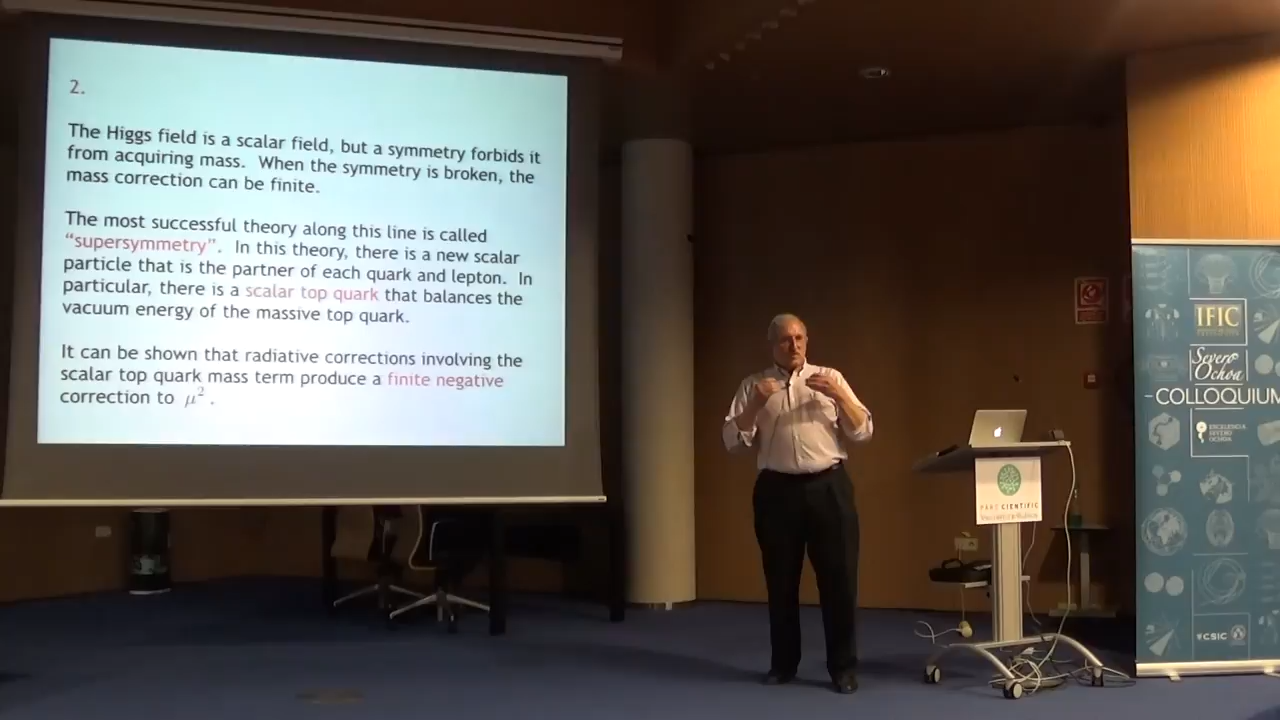 2.
The Higgs field is a scalar field, but a symmetry forbids it
from acquiring mass. When the symmetry is broken, the
mass correction can be finite.
The most successful theory along this line is called
“supersymmetry”. In this theory, there is a new scalar
particle that is the partner of each quark and lepton. In
particular, there is a scalar top quark that balances the
vacuum energy of the massive top quark.
It can be shown that radiative corrections involving the
scalar top quark mass term produce a finite negative
correction to μ².
IFIC
Severo
Ochoa
COLLOQUIUM
EXCELENCIA
SEVERO
OCHOA
PARC CIENTÍFIC
CSIC